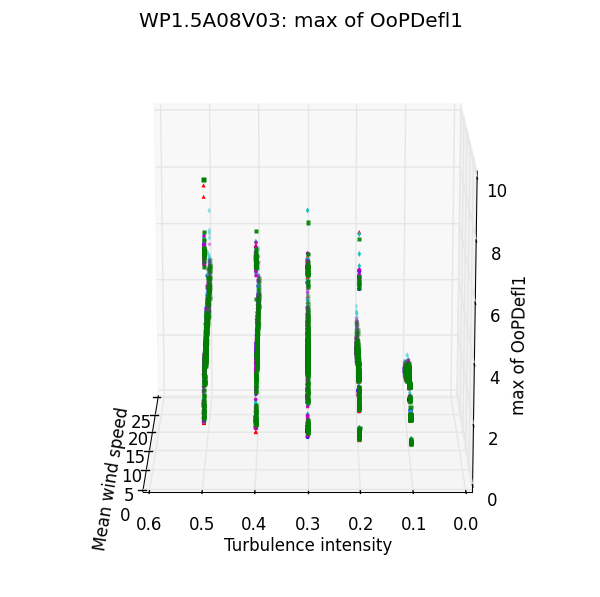 WP1.5A08V03: max of OoPDefl1
10
8
6
4
2
0
max of OoPDefl1
25
20
15
10
5
0
Mean wind speed
0.6 0.5 0.4 0.3 0.2 0.1 0.0
Turbulence intensity